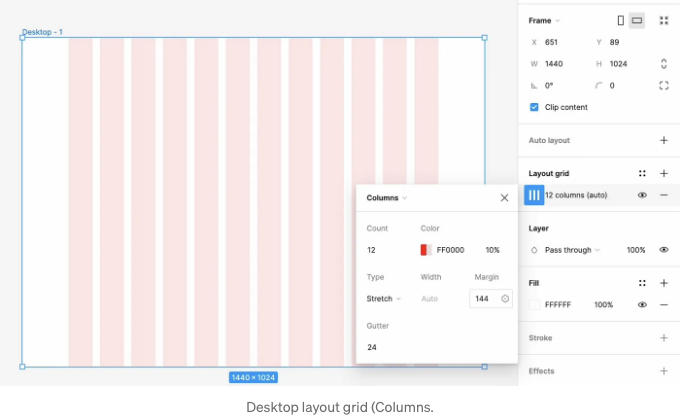 Desktop - 1
Frame
X 651 Y 89
W 1440 H 1024
0° 0
Clip content
Auto layout
Layout grid
12 columns (auto)
Layer
Pass through 100%
Fill
FFFFFF 100%
Stroke
Effects
Columns
Count Color
12 FF0000 10%
Type Width Margin
Stretch Auto 144
Gutter
24
1440 × 1024
Desktop layout grid (Columns.